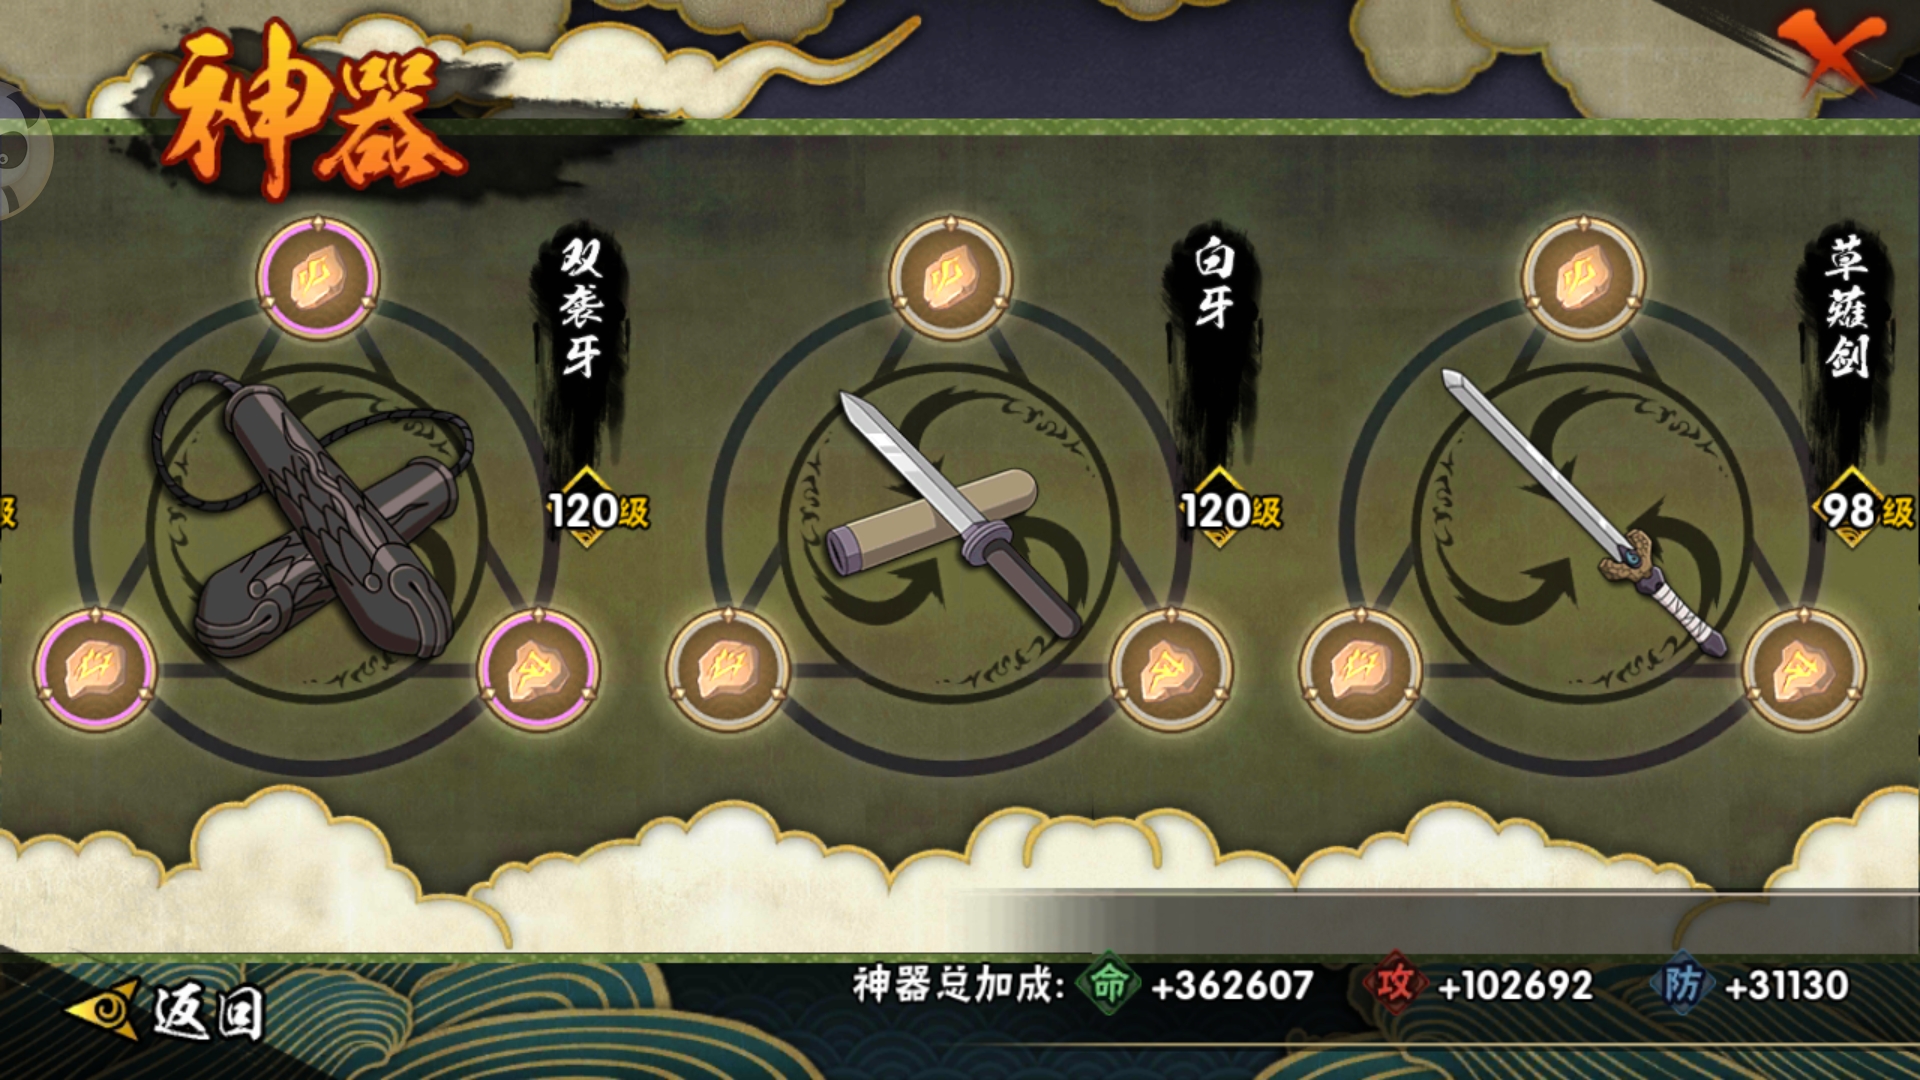 神器
双袭牙
120级
白牙
120级
草薙剑
98级
级
神器总加成: 命 +362607 攻 +102692 防 +31130
返回